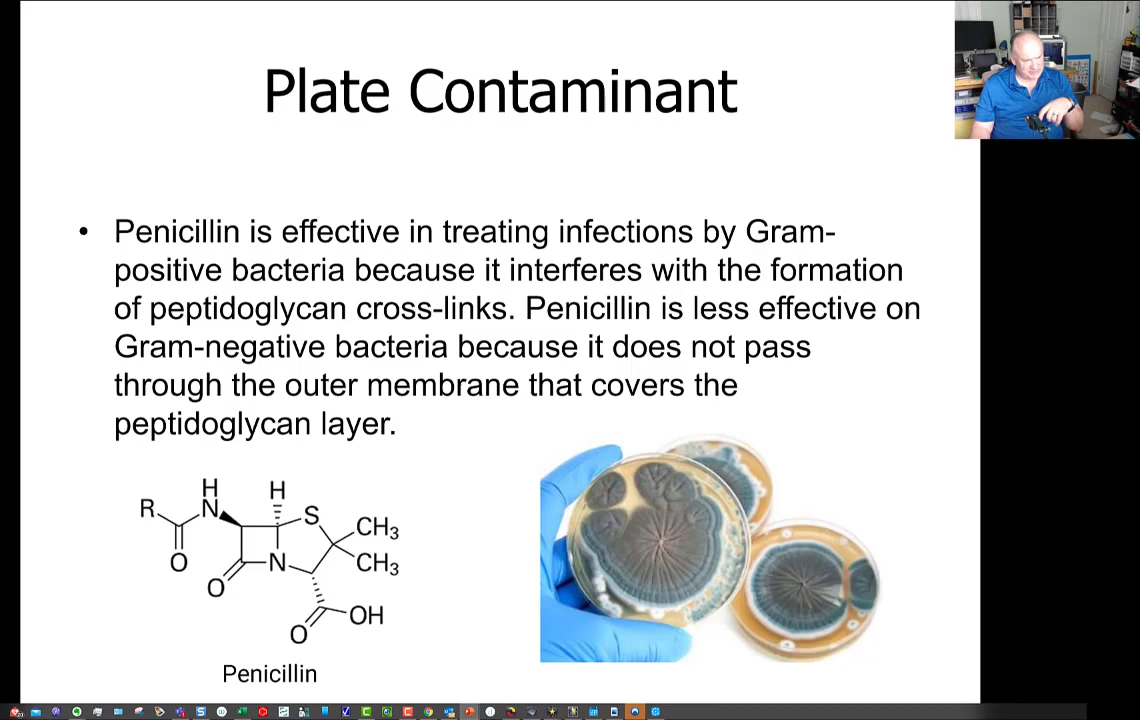 Plate Contaminant
• Penicillin is effective in treating infections by Gram-
positive bacteria because it interferes with the formation
of peptidoglycan cross-links. Penicillin is less effective on
Gram-negative bacteria because it does not pass
through the outer membrane that covers the
peptidoglycan layer.
H
H
N
R
S
CH₃
O
N
CH₃
O
OH
O
Penicillin